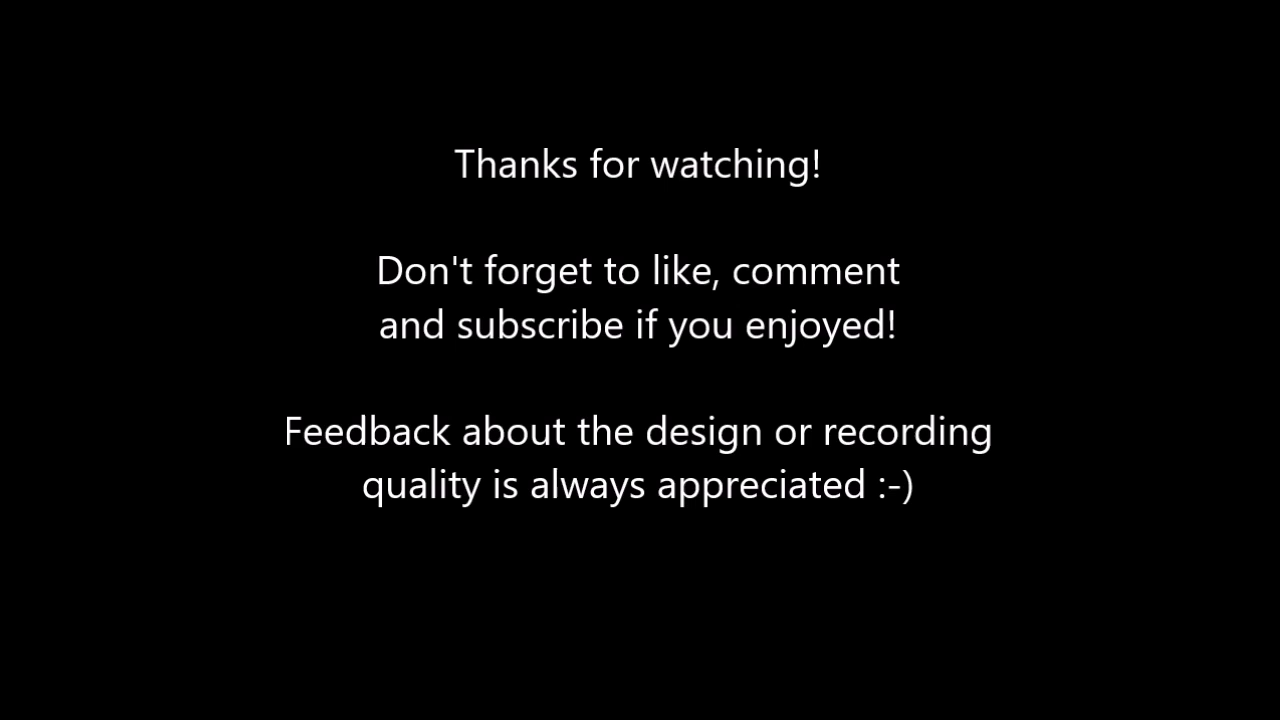 Thanks for watching!
Don't forget to like, comment
and subscribe if you enjoyed!
Feedback about the design or recording
quality is always appreciated :-)